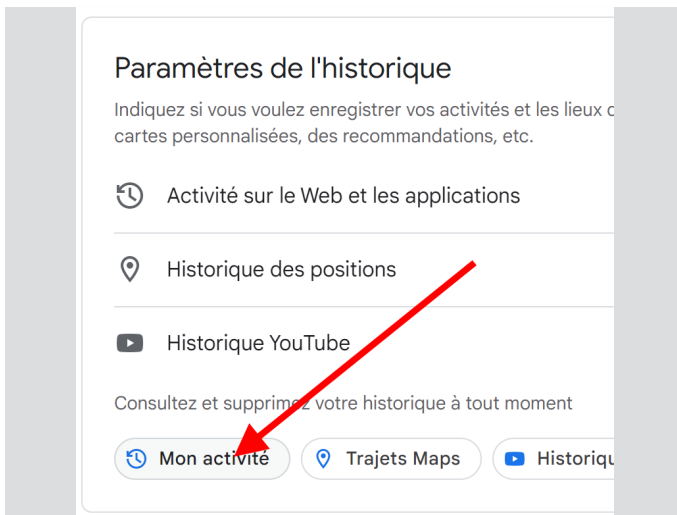 Paramètres de l'historique
Indiquez si vous voulez enregistrer vos activités et les lieux
cartes personnalisées, des recommandations, etc.
Activité sur le Web et les applications
Historique des positions
Historique YouTube
Consultez et supprimez votre historique à tout moment
Mon activité
Trajets Maps
Historiqu